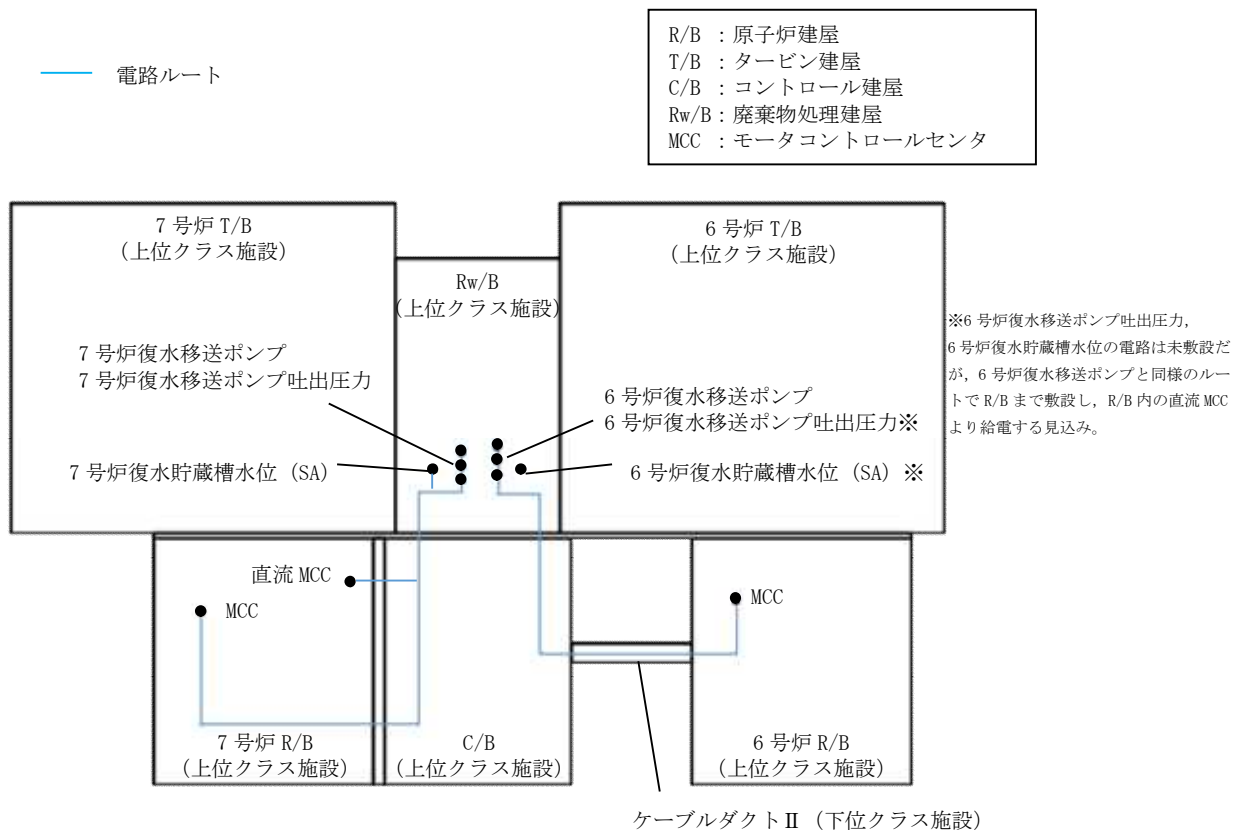 電路ルート
R/B ：原子炉建屋
T/B ：タービン建屋
C/B ：コントロール建屋
Rw/B：廃棄物処理建屋
MCC ：モータコントロールセンタ
7号炉 T/B
（上位クラス施設）
6号炉 T/B
（上位クラス施設）
Rw/B
（上位クラス施設）
※6号炉復水移送ポンプ吐出圧力，
6号炉復水貯蔵槽水位の電路は未敷設だ
が，6号炉復水移送ポンプと同様のルー
トで R/B まで敷設し，R/B 内の直流 MCC
より給電する見込み。
7号炉復水移送ポンプ
7号炉復水移送ポンプ吐出圧力
6号炉復水移送ポンプ
6号炉復水移送ポンプ吐出圧力※
7号炉復水貯蔵槽水位（SA）
6号炉復水貯蔵槽水位（SA）※
直流 MCC
MCC
MCC
7号炉 R/B
（上位クラス施設）
C/B
（上位クラス施設）
6号炉 R/B
（上位クラス施設）
ケーブルダクトⅡ（下位クラス施設）